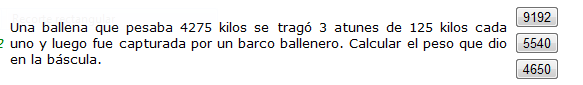 Una ballena que pesaba 4275 kilos se tragó 3 atunes de 125 kilos cada
uno y luego fue capturada por un barco ballenero. Calcular el peso que dio
en la báscula.
9192
5540
4650